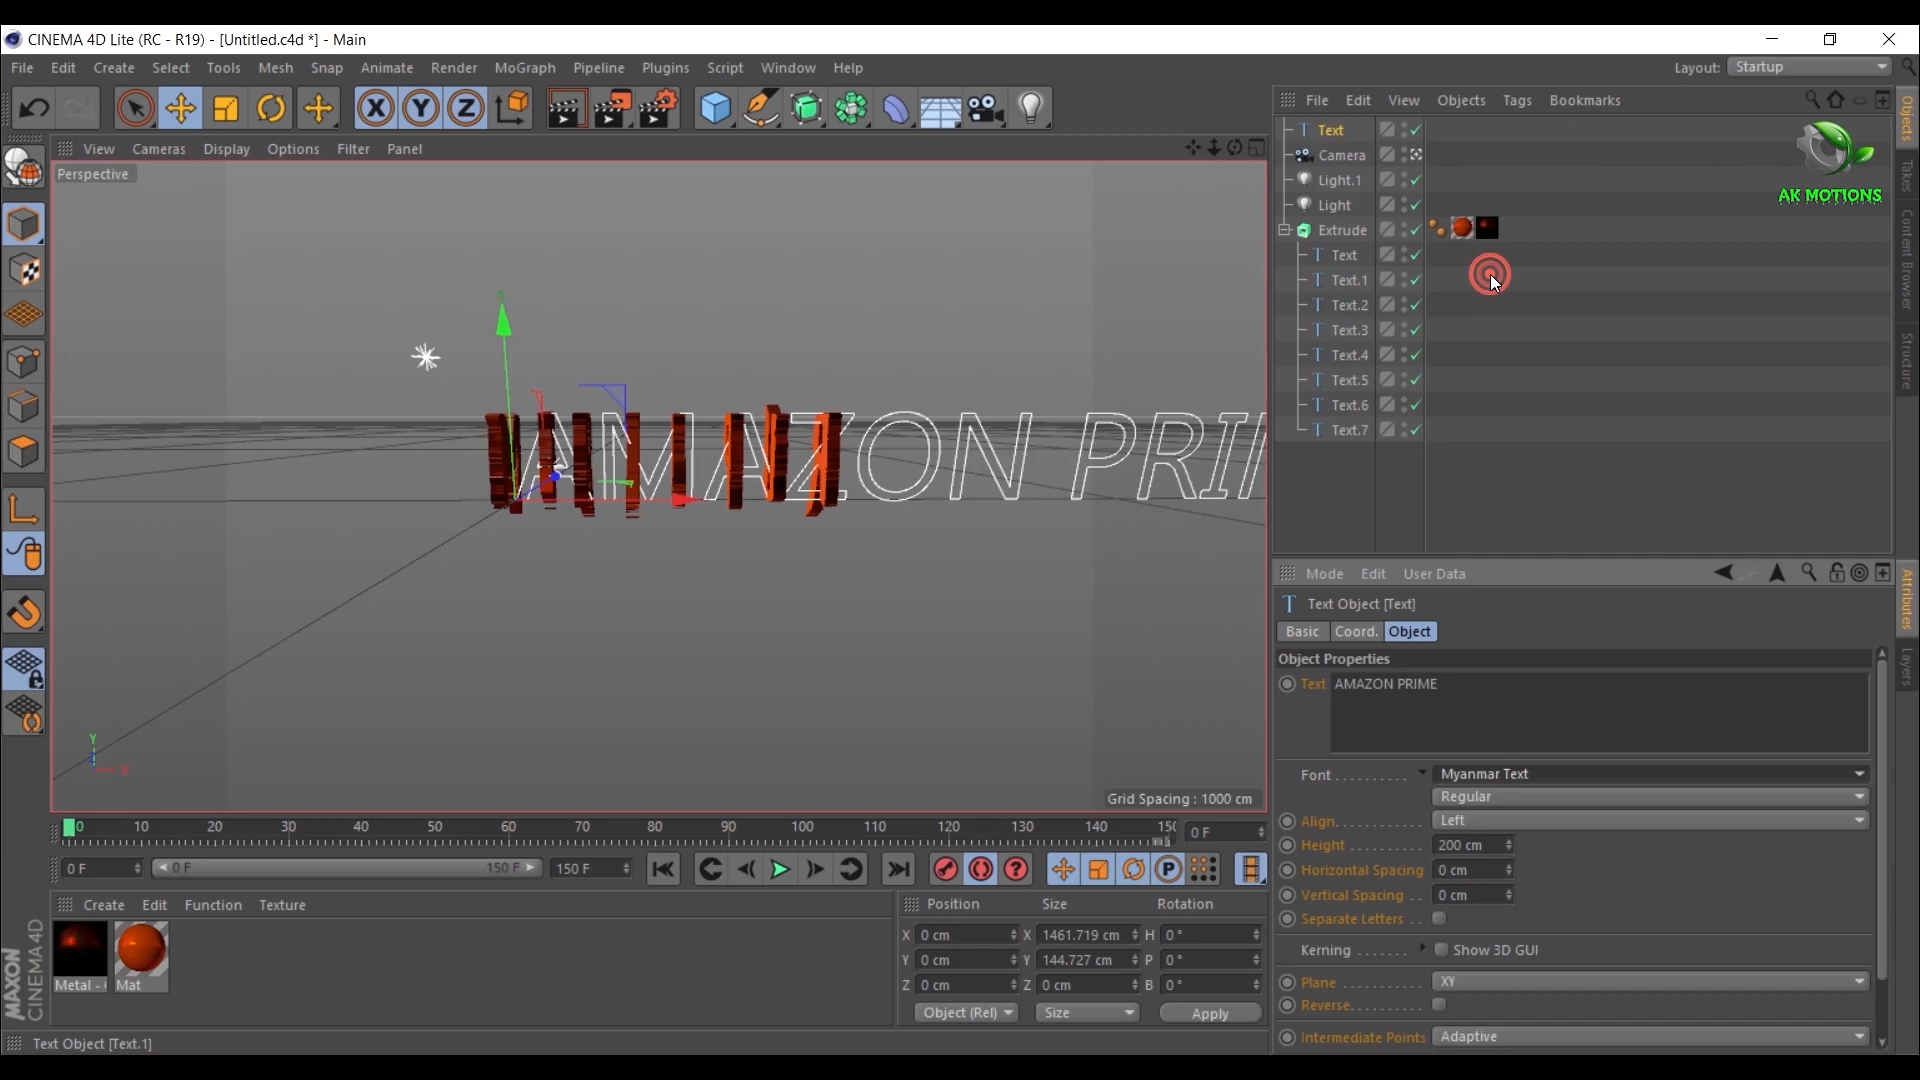 CINEMA 4D Lite (RC - R19) - [Untitled.c4d *] - Main
File Edit Create Select Tools Mesh Snap Animate Render MoGraph Pipeline Plugins Script Window Help
Layout: Startup
X Y Z
File Edit View Objects Tags Bookmarks
Objects
Takes
Content Browser
Structure
View Cameras Display Options Filter Panel
Perspective
Text
Camera
Light.1
Light
Extrude
Text
Text.1
Text.2
Text.3
Text.4
Text.5
Text.6
Text.7
AK MOTIONS
AMAZON PRI
Y
X
Grid Spacing : 1000 cm
Mode Edit User Data
Attributes
Layers
Text Object [Text]
Basic Coord. Object
Object Properties
Text AMAZON PRIME
Font Myanmar Text
Regular
Align Left
Height 200 cm
Horizontal Spacing 0 cm
Vertical Spacing 0 cm
Separate Letters
Kerning Show 3D GUI
Plane XY
Reverse
Intermediate Points Adaptive
0 10 20 30 40 50 60 70 80 90 100 110 120 130 140 15 0 F
0 F 0 F 150 F 150 F
Create Edit Function Texture
Metal - Mat
MAXON
CINEMA 4D
Position Size Rotation
X 0 cm X 1461.719 cm H 0 °
Y 0 cm Y 144.727 cm P 0 °
Z 0 cm Z 0 cm B 0 °
Object (Rel) Size Apply
Text Object [Text.1]